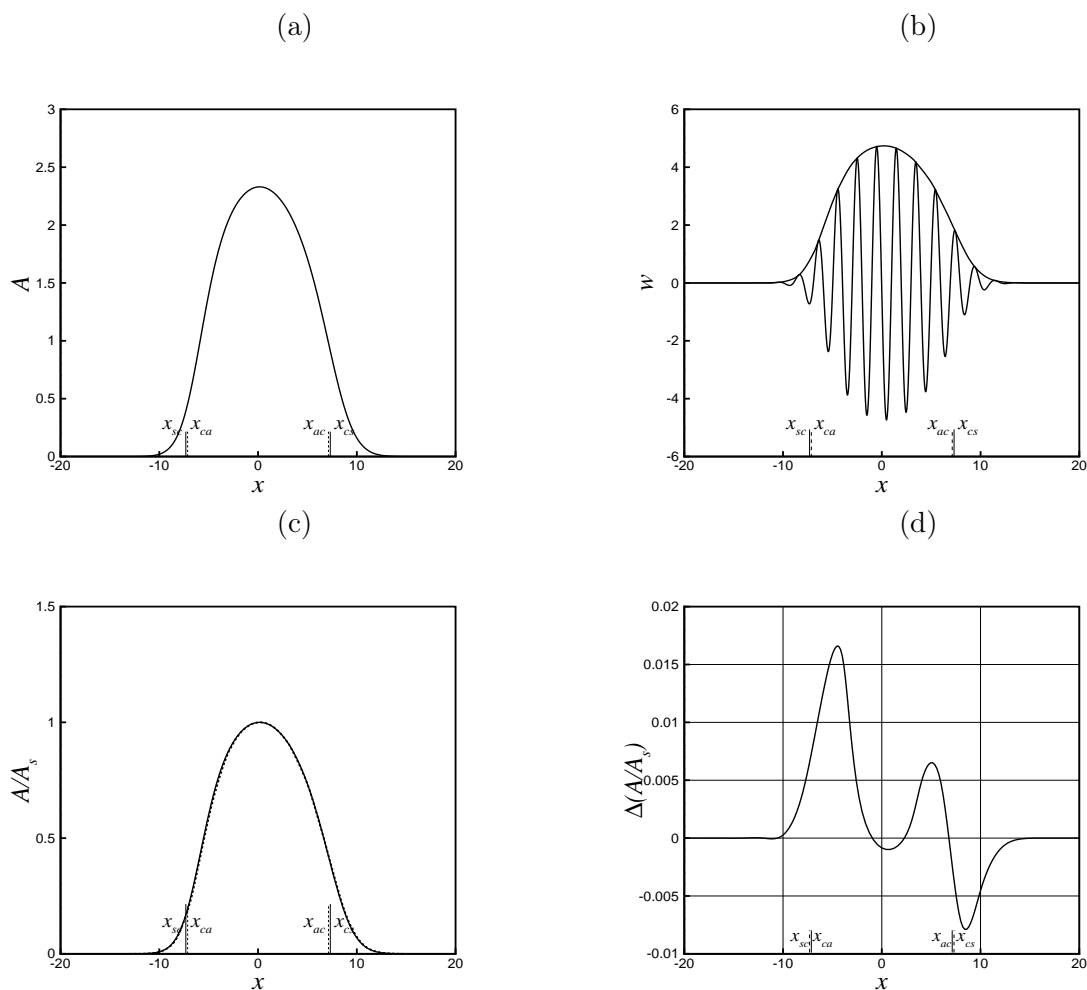 (a)
3
2.5
2
1.5
1
0.5
0
A
x_sc x_ca x_ac x_cs
-20 -10 0 10 20
x
(b)
6
4
2
0
-2
-4
-6
w
x_sc x_ca x_ac x_cs
-20 -10 0 10 20
x
(c)
1.5
1
0.5
0
A/A_s
x_sc x_ca x_ac x_cs
-20 -10 0 10 20
x
(d)
0.02
0.015
0.01
0.005
0
-0.005
-0.01
Δ(A/A_s)
x_sc x_ca x_ac x_cs
-20 -10 0 10 20
x